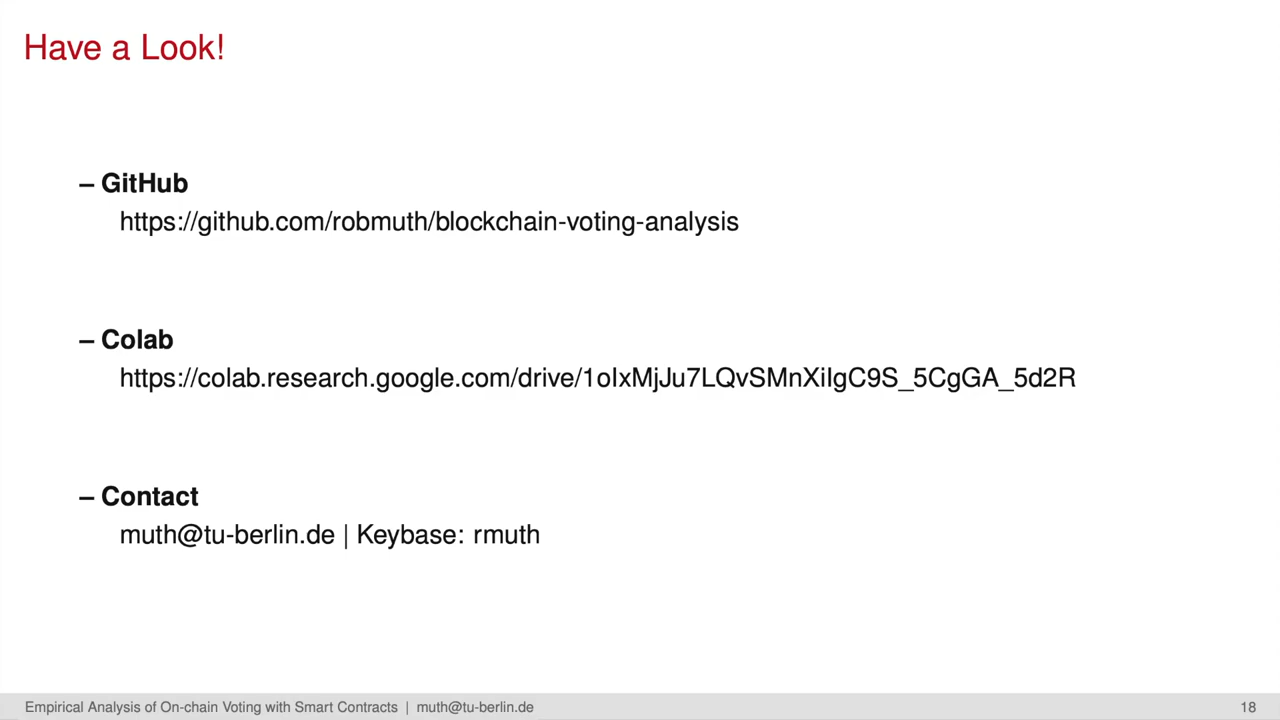 Have a Look!
– GitHub
https://github.com/robmuth/blockchain-voting-analysis
– Colab
https://colab.research.google.com/drive/1oIxMjJu7LQvSMnXiIgC9S_5CgGA_5d2R
– Contact
muth@tu-berlin.de | Keybase: rmuth
Empirical Analysis of On-chain Voting with Smart Contracts | muth@tu-berlin.de
18